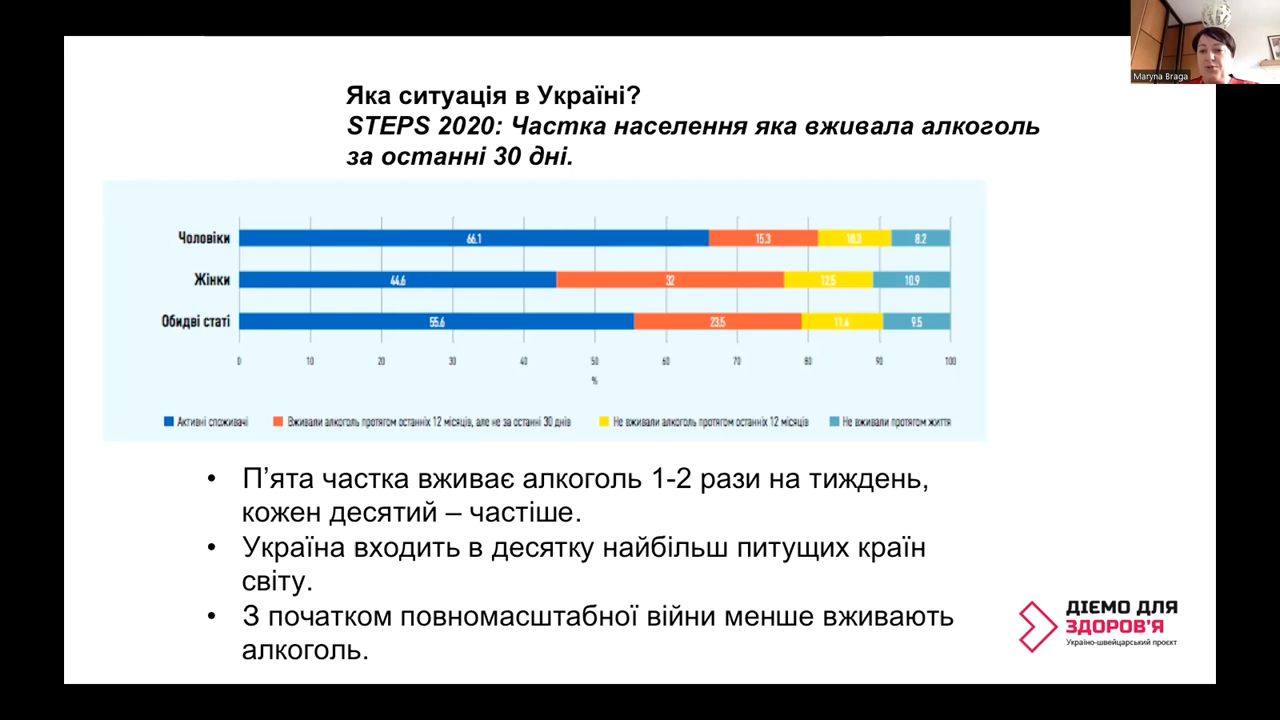 Maryna Braga
Яка ситуація в Україні?
STEPS 2020: Частка населення яка вживала алкоголь
за останні 30 дні.
Чоловіки 66.1 15.3 10.3 8.2
Жінки 44.6 32 12.5 10.9
Обидві статі 55.6 23.5 11.4 9.5
0 10 20 30 40 50 60 70 80 90 100
%
Активні споживачі Вживали алкоголь протягом останніх 12 місяців, але не за останні 30 днів Не вживали алкоголь протягом останніх 12 місяців Не вживали протягом життя
• П’ята частка вживає алкоголь 1-2 рази на тиждень,
кожен десятий – частіше.
• Україна входить в десятку найбільш питущих країн
світу.
• З початком повномасштабної війни менше вживають
алкоголь.
ДІЄМО ДЛЯ
ЗДОРОВ’Я
Україно-швейцарський проєкт